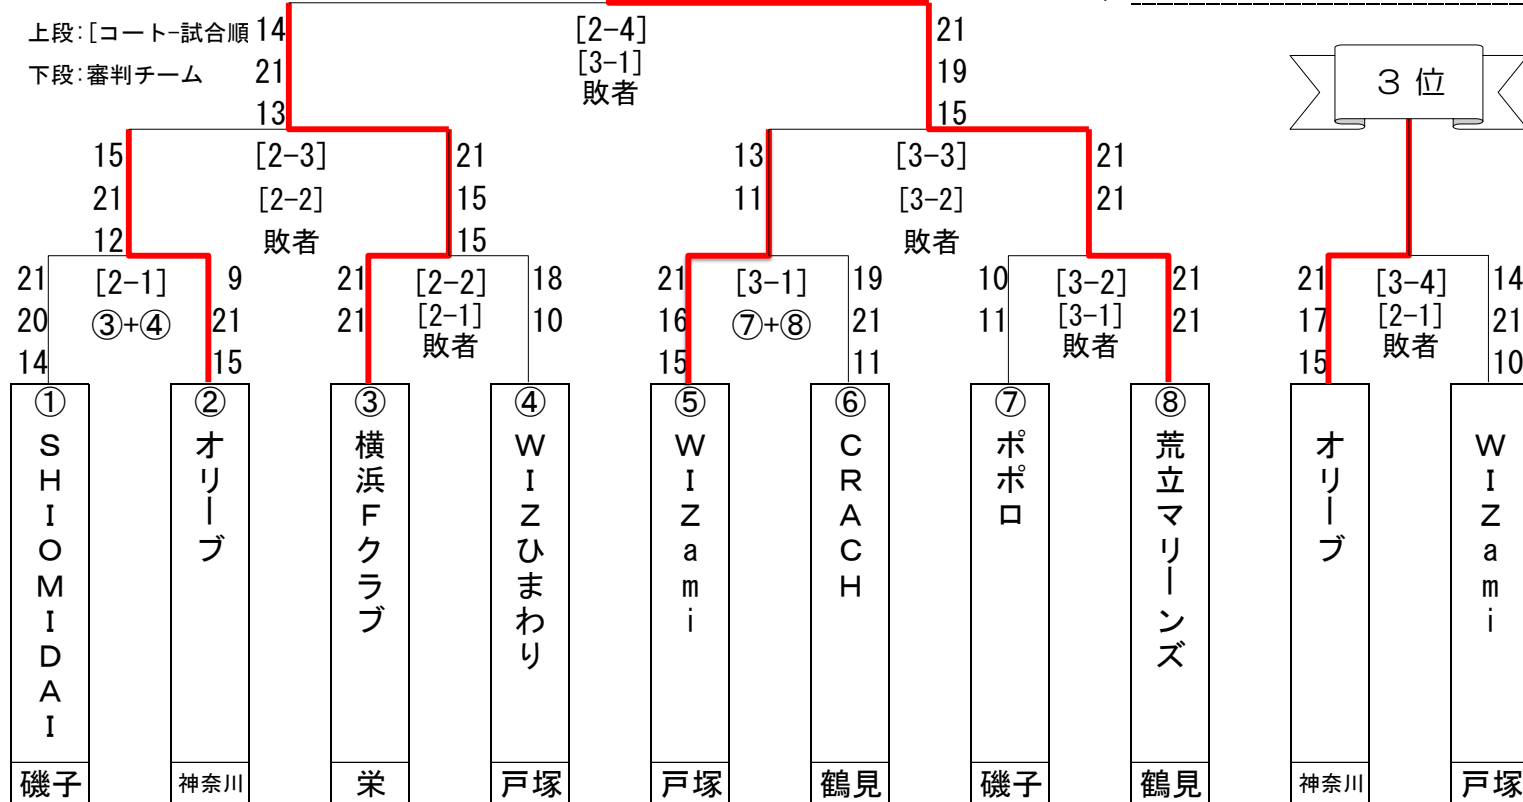 上段：[コート-試合順 14 [2-4] 21
[3-1]
下段：審判チーム 21 敗者 19
13 15
3 位
15 [2-3] 21 13 [3-3] 21
21 [2-2] 15 11 [3-2] 21
12 敗者 15 敗者
21 [2-1] 9 21 [2-2] 18 21 [3-1] 19 10 [3-2] 21 21 [3-4] 14
20 ③+④ 21 21 [2-1] 10 16 ⑦+⑧ 21 11 [3-1] 21 17 [2-1] 21
14 15 敗者 15 11 敗者 15 敗者 10
① ② ③ ④ ⑤ ⑥ ⑦ ⑧
SHIOMIDAI
オリーブ
横浜Fクラブ
WIZひまわり
WIZami
CRACH
ポポロ
荒立マリーンズ
オリーブ
WIZami
磯子 神奈川 栄 戸塚 戸塚 鶴見 磯子 鶴見 神奈川 戸塚